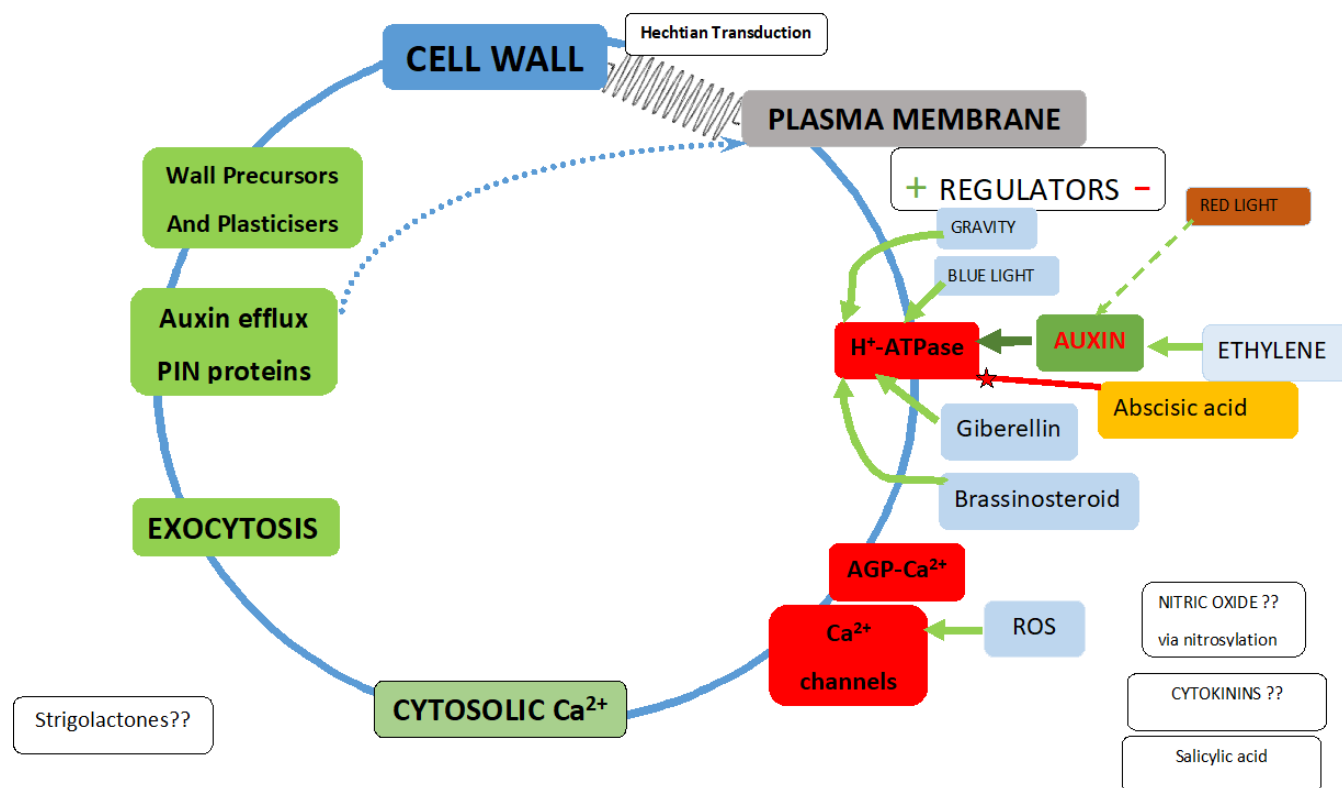 Hechtian Transduction
CELL WALL
PLASMA MEMBRANE
Wall Precursors
And Plasticisers
+ REGULATORS −
RED LIGHT
GRAVITY
BLUE LIGHT
Auxin efflux
PIN proteins
H⁺-ATPase
AUXIN
ETHYLENE
Abscisic acid
Giberellin
Brassinosteroid
EXOCYTOSIS
AGP-Ca²⁺
Ca²⁺
channels
ROS
NITRIC OXIDE ??
via nitrosylation
CYTOSOLIC Ca²⁺
Strigolactones??
CYTOKININS ??
Salicylic acid